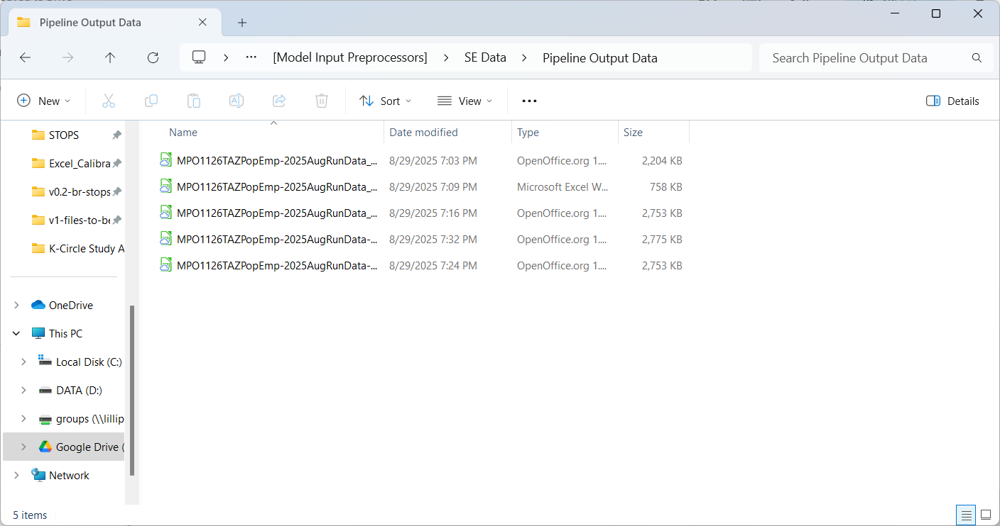 Pipeline Output Data
[Model Input Preprocessors] SE Data Pipeline Output Data
Search Pipeline Output Data
New Sort View ... Details
Name Date modified Type Size
MPO1126TAZPopEmp-2025AugRunData_... 8/29/2025 7:03 PM OpenOffice.org 1.... 2,204 KB
MPO1126TAZPopEmp-2025AugRunData_... 8/29/2025 7:09 PM Microsoft Excel W... 758 KB
MPO1126TAZPopEmp-2025AugRunData_... 8/29/2025 7:16 PM OpenOffice.org 1.... 2,753 KB
MPO1126TAZPopEmp-2025AugRunData-... 8/29/2025 7:32 PM OpenOffice.org 1.... 2,775 KB
MPO1126TAZPopEmp-2025AugRunData-... 8/29/2025 7:24 PM OpenOffice.org 1.... 2,753 KB
STOPS
Excel_Calibra
v0.2-br-stops
v1-files-to-be
K-Circle Study A
OneDrive
This PC
Local Disk (C:)
DATA (D:)
groups (\\lillip
Google Drive (
Network
5 items